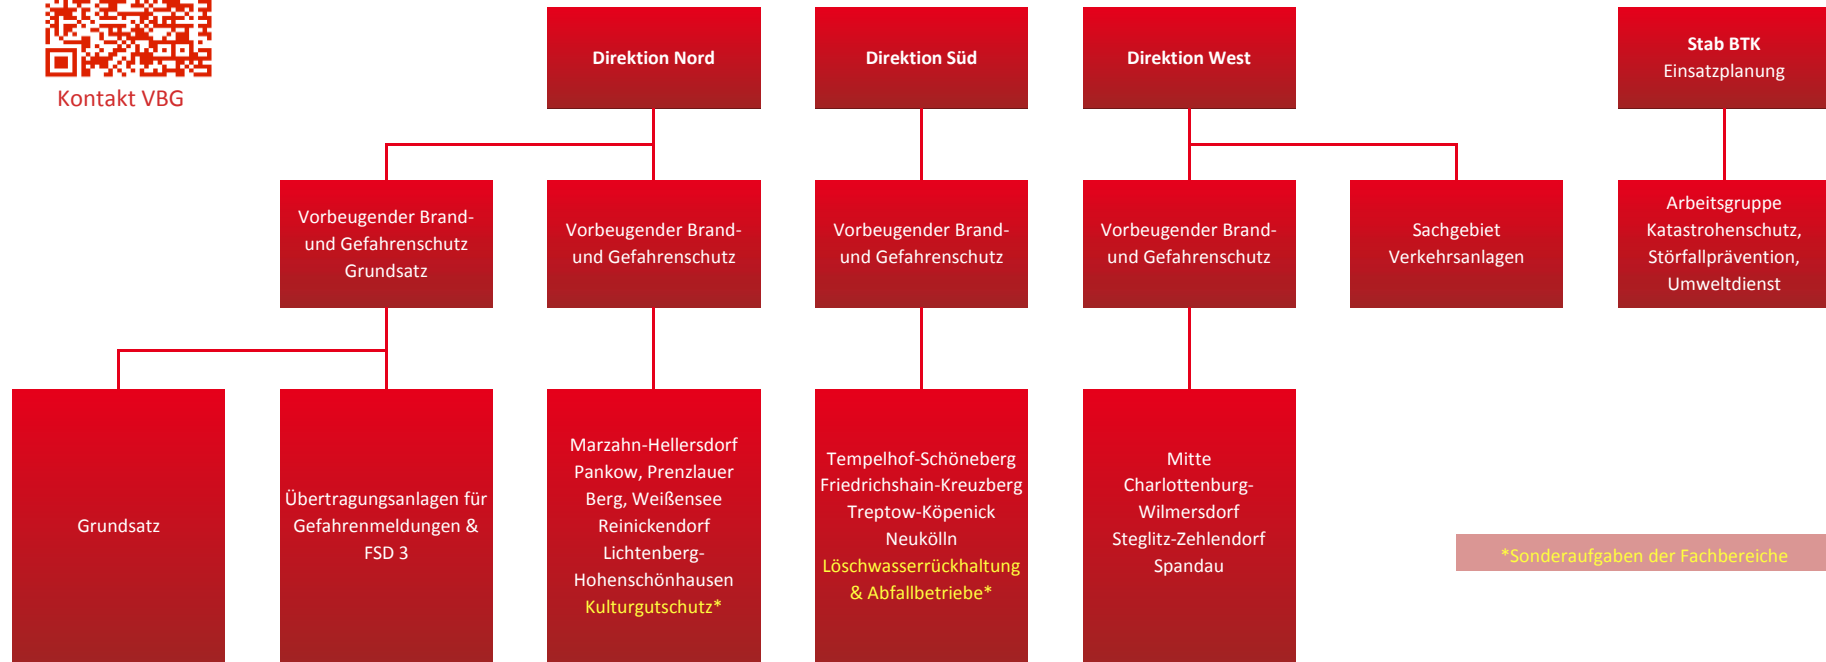 Kontakt VBG
Direktion Nord
Direktion Süd
Direktion West
Stab BTK
Einsatzplanung
Vorbeugender Brand-
und Gefahrenschutz
Grundsatz
Vorbeugender Brand-
und Gefahrenschutz
Vorbeugender Brand-
und Gefahrenschutz
Vorbeugender Brand-
und Gefahrenschutz
Sachgebiet
Verkehrsanlagen
Arbeitsgruppe
Katastrohenschutz,
Störfallprävention,
Umweltdienst
Grundsatz
Übertragungsanlagen für
Gefahrenmeldungen &
FSD 3
Marzahn-Hellersdorf
Pankow, Prenzlauer
Berg, Weißensee
Reinickendorf
Lichtenberg-
Hohenschönhausen
Kulturgutschutz*
Tempelhof-Schöneberg
Friedrichshain-Kreuzberg
Treptow-Köpenick
Neukölln
Löschwasserrückhaltung
& Abfallbetriebe*
Mitte
Charlottenburg-
Wilmersdorf
Steglitz-Zehlendorf
Spandau
*Sonderaufgaben der Fachbereiche